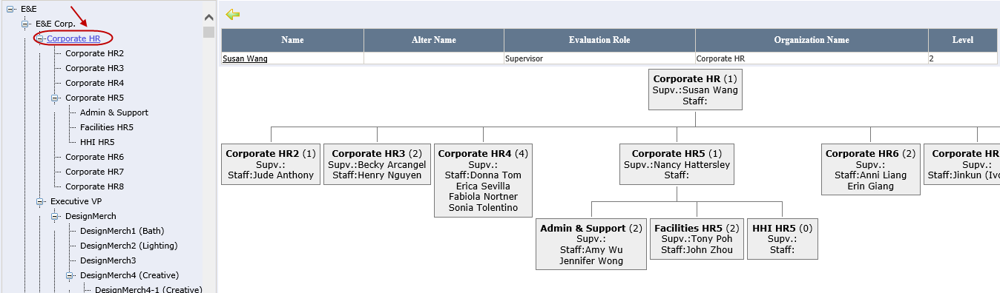 E&E
E&E Corp.
Corporate HR
Corporate HR2
Corporate HR3
Corporate HR4
Corporate HR5
Admin & Support
Facilities HR5
HHI HR5
Corporate HR6
Corporate HR7
Corporate HR8
Executive VP
DesignMerch
DesignMerch1 (Bath)
DesignMerch2 (Lighting)
DesignMerch3
DesignMerch4 (Creative)
DesignMerch4-1 (Creative)
Name Alter Name Evaluation Role Organization Name Level
Susan Wang Supervisor Corporate HR 2
Corporate HR (1)
Supv.:Susan Wang
Staff:
Corporate HR2 (1)
Supv.:
Staff:Jude Anthony
Corporate HR3 (2)
Supv.:Becky Arcangel
Staff:Henry Nguyen
Corporate HR4 (4)
Supv.:
Staff:Donna Tom
Erica Sevilla
Fabiola Nortner
Sonia Tolentino
Corporate HR5 (1)
Supv.:Nancy Hattersley
Staff:
Corporate HR6 (2)
Supv.:
Staff:Anni Liang
Erin Giang
Corporate HR
Supv.:
Staff:Jinkun (Ivo
Admin & Support (2)
Supv.:
Staff:Amy Wu
Jennifer Wong
Facilities HR5 (2)
Supv.:Tony Poh
Staff:John Zhou
HHI HR5 (0)
Supv.:
Staff: